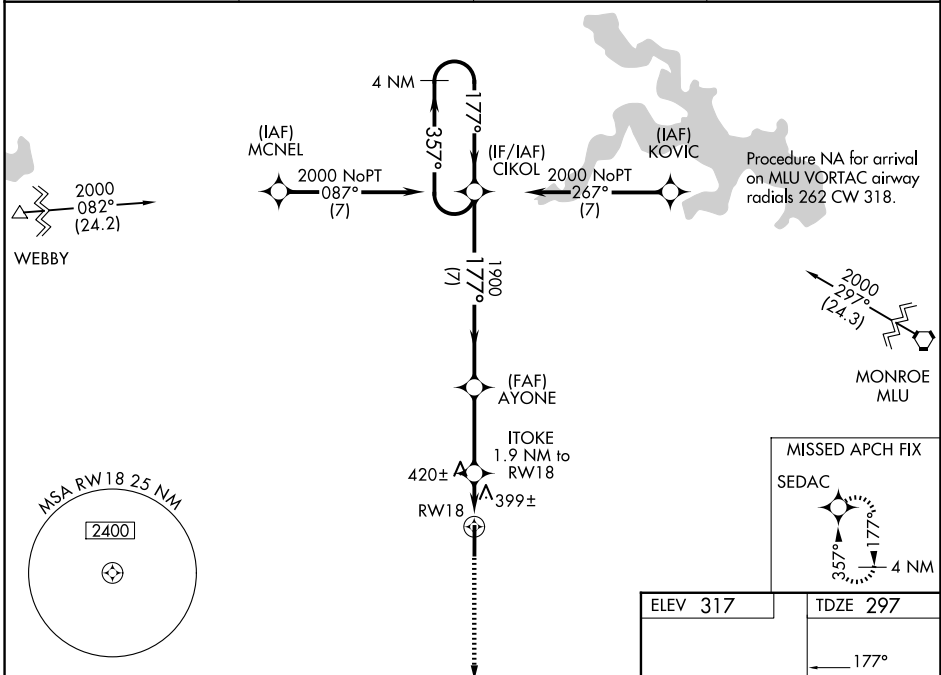 4 NM
177°
357°
(IAF)
MCNEL
2000 NoPT
087°
(7)
(IF/IAF)
CIKOL
2000 NoPT
267°
(7)
(IAF)
KOVIC
Procedure NA for arrival
on MLU VORTAC airway
radials 262 CW 318.
2000
082°
(24.2)
WEBBY
1900
177°
(7)
2000
297°
(24.3)
MONROE
MLU
(FAF)
AYONE
ITOKE
1.9 NM to
RW18
420±
399±
RW18
MSA RW18 25 NM
2400
MISSED APCH FIX
SEDAC
357°
177°
4 NM
ELEV 317
TDZE 297
177°